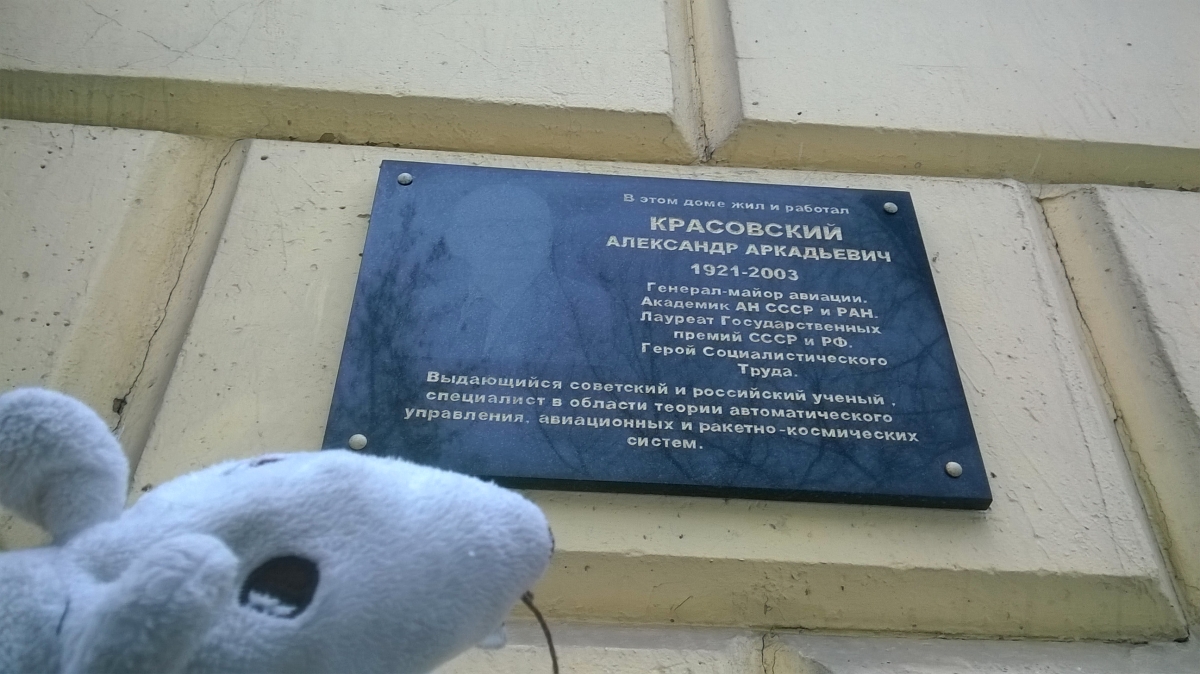 В этом доме жил и работал
КРАСОВСКИЙ
АЛЕКСАНДР АРКАДЬЕВИЧ
1921-2003
Генерал-майор авиации.
Академик АН СССР и РАН.
Лауреат Государственных
премий СССР и РФ.
Герой Социалистического
Труда.
Выдающийся советский и российский ученый ,
специалист в области теории автоматического
управления. авиационных и ракетно-космических
систем.